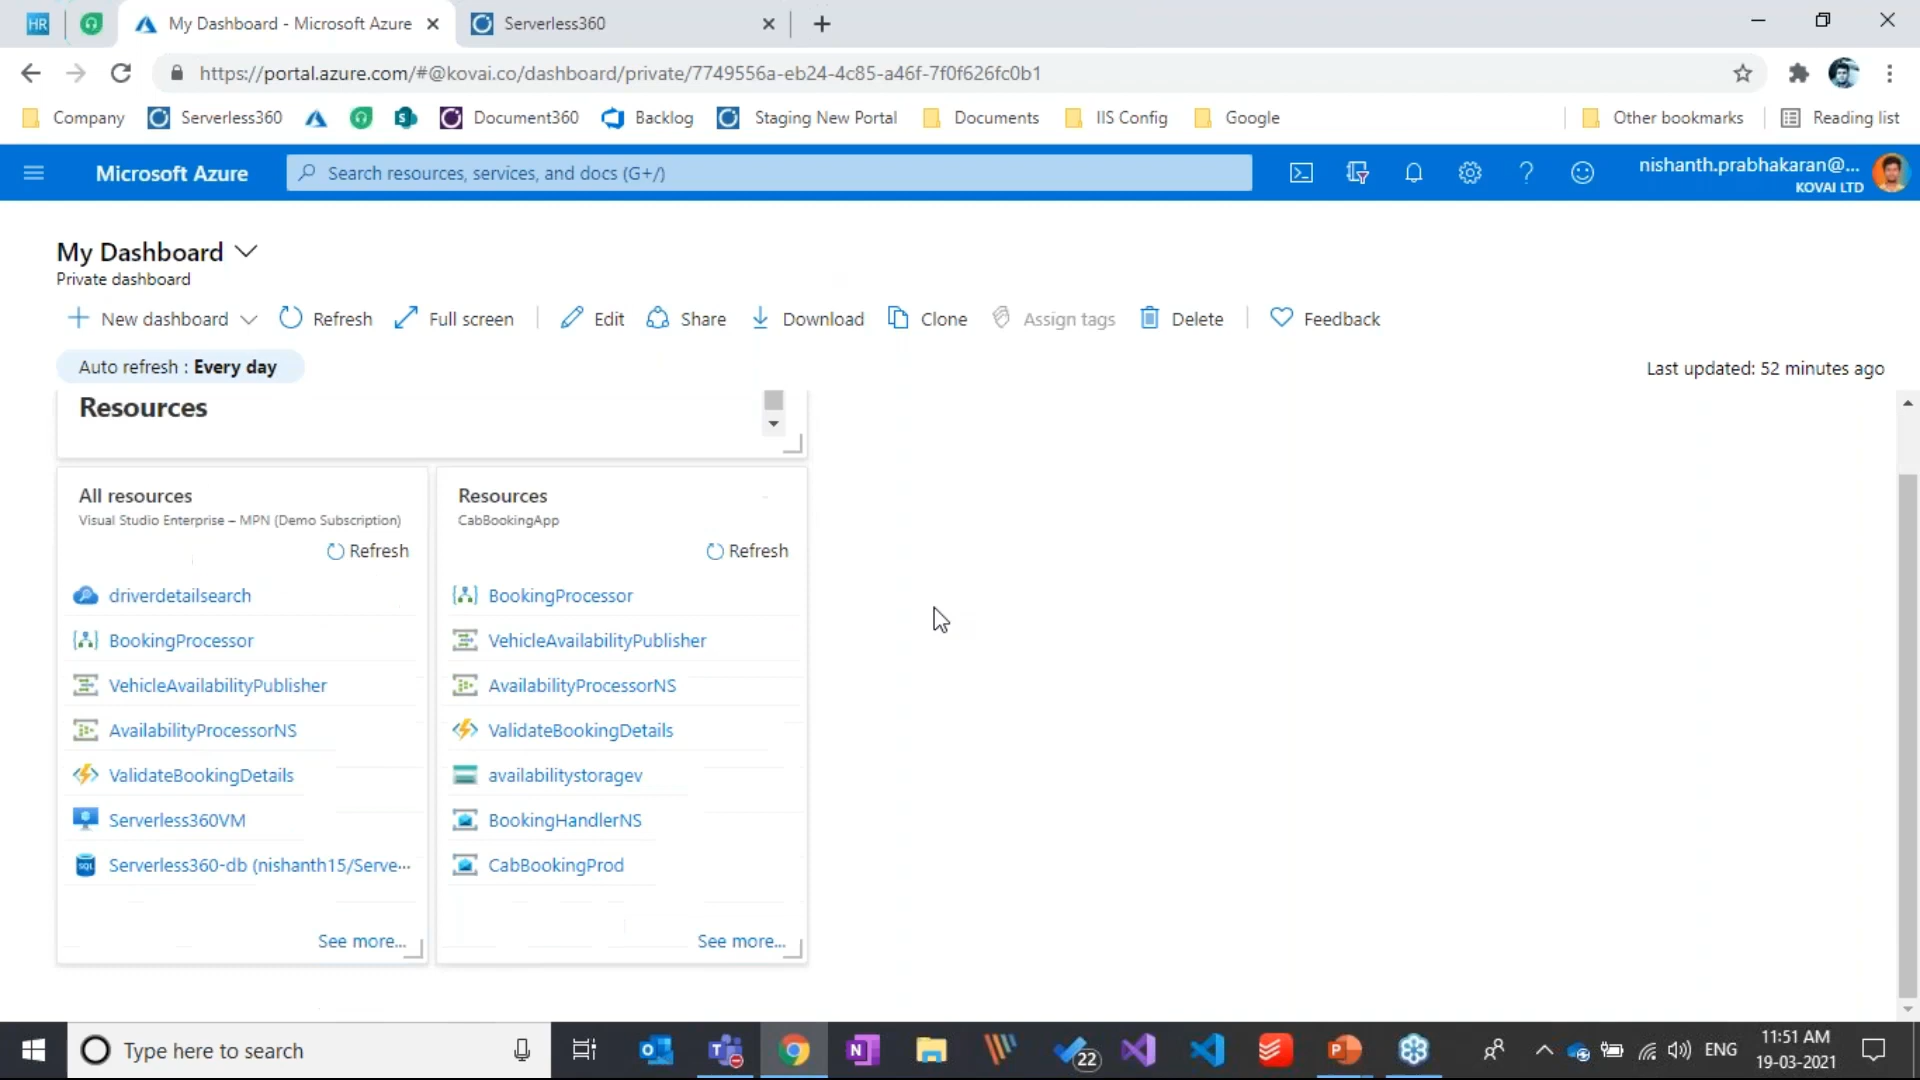 HR
My Dashboard - Microsoft Azure
Serverless360
https://portal.azure.com/#@kovai.co/dashboard/private/7749556a-eb24-4c85-a46f-7f0f626fc0b1
Company Serverless360 Document360 Backlog Staging New Portal Documents IIS Config Google Other bookmarks Reading list
Microsoft Azure
Search resources, services, and docs (G+/)
nishanth.prabhakaran@...
KOVAI LTD
My Dashboard
Private dashboard
New dashboard Refresh Full screen Edit Share Download Clone Assign tags Delete Feedback
Auto refresh : Every day
Last updated: 52 minutes ago
Resources
All resources
Visual Studio Enterprise – MPN (Demo Subscription)
Refresh
driverdetailsearch
BookingProcessor
VehicleAvailabilityPublisher
AvailabilityProcessorNS
ValidateBookingDetails
Serverless360VM
SQL
Serverless360-db (nishanth15/Serve...
See more...
Resources
CabBookingApp
Refresh
BookingProcessor
VehicleAvailabilityPublisher
AvailabilityProcessorNS
ValidateBookingDetails
availabilitystoragev
BookingHandlerNS
CabBookingProd
See more...
Type here to search
22
ENG
11:51 AM
19-03-2021